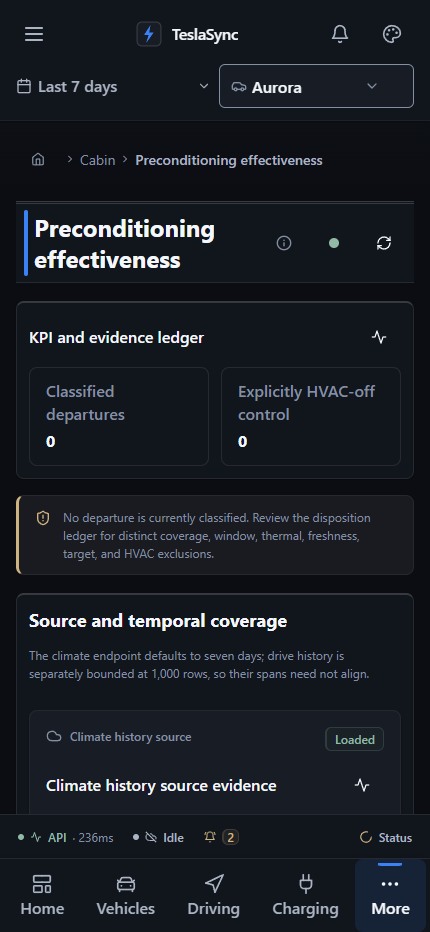 TeslaSync
Last 7 days
Aurora
Cabin
Preconditioning effectiveness
Preconditioning
effectiveness
KPI and evidence ledger
Classified
departures
0
Explicitly HVAC-off
control
0
No departure is currently classified. Review the disposition
ledger for distinct coverage, window, thermal, freshness,
target, and HVAC exclusions.
Source and temporal coverage
The climate endpoint defaults to seven days; drive history is
separately bounded at 1,000 rows, so their spans need not align.
Climate history source
Loaded
Climate history source evidence
API · 236ms
Idle
2
Status
Home
Vehicles
Driving
Charging
More